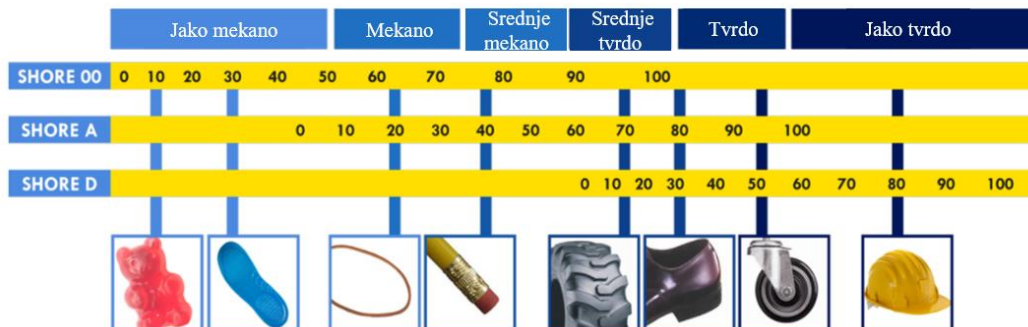 Jako mekano
Mekano
Srednje
mekano
Srednje
tvrdo
Tvrdo
Jako tvrdo
SHORE 00 0 10 20 30 40 50 60 70 80 90 100
SHORE A 0 10 20 30 40 50 60 70 80 90 100
SHORE D 0 10 20 30 40 50 60 70 80 90 100